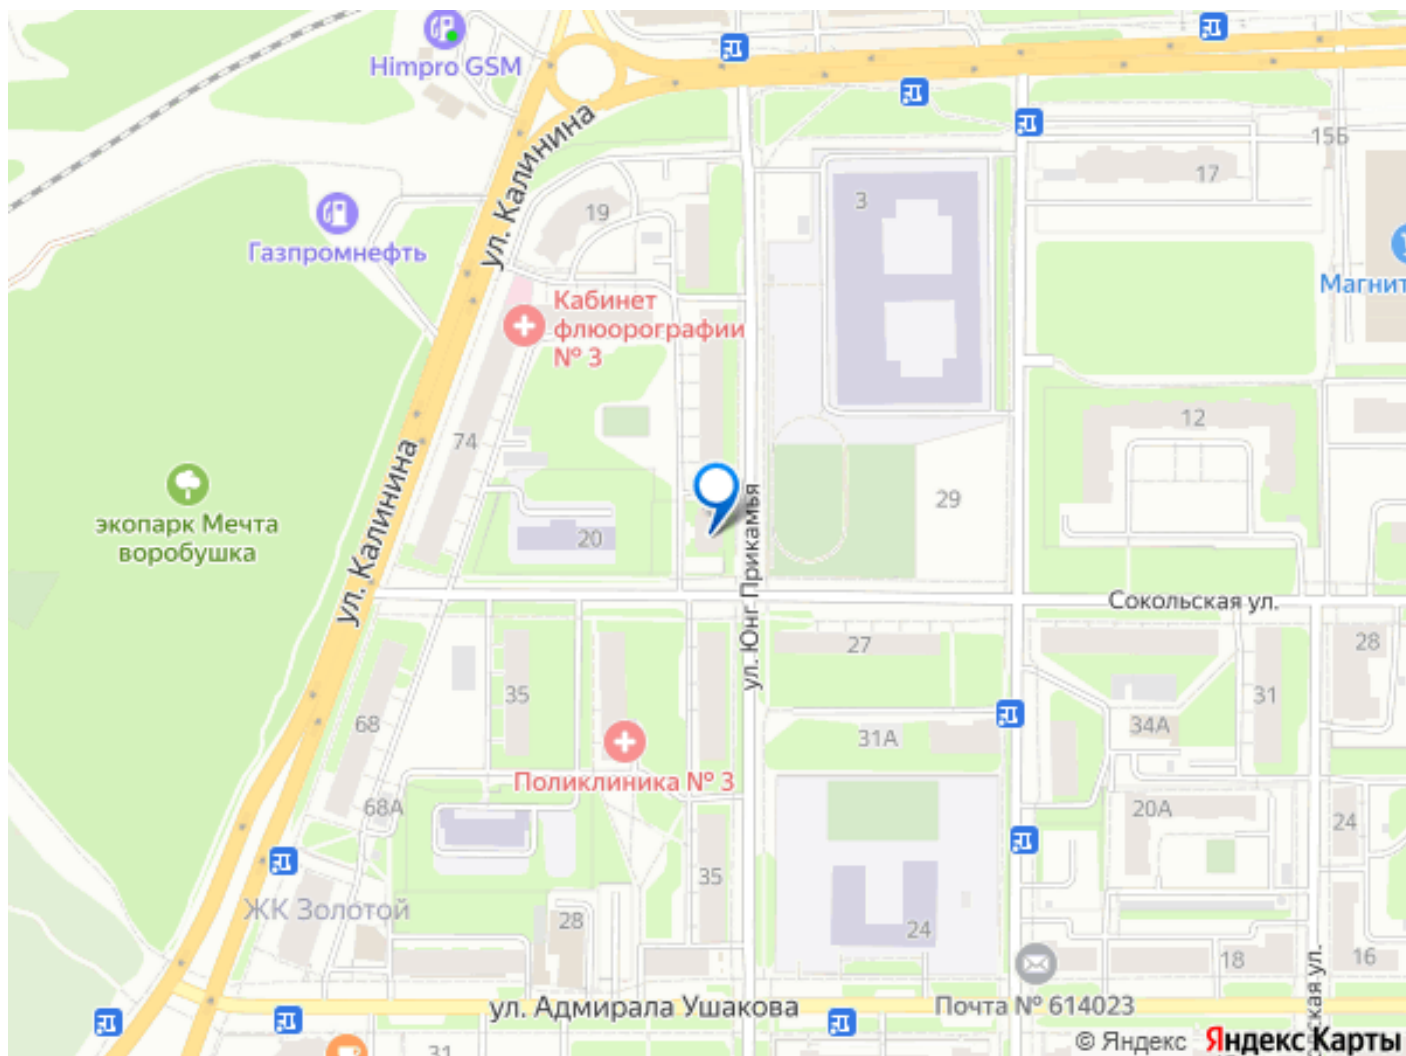 Himpro GSM
ул. Калинина
15Б
17
3
19
Газпромнефть
Магнит
Кабинет
флюорографии
№ 3
12
74
ул. Калинина
29
экопарк Мечта
воробушка
20
ул. Юнг Прикамья
Сокольская ул.
27
28
35
31
68
31А
34А
Поликлиника № 3
68А
20А
24
35
ЖК Золотой
28
24
18
16
ская ул.
ул. Адмирала Ушакова
Почта № 614023
31
© Яндекс Яндекс Карты